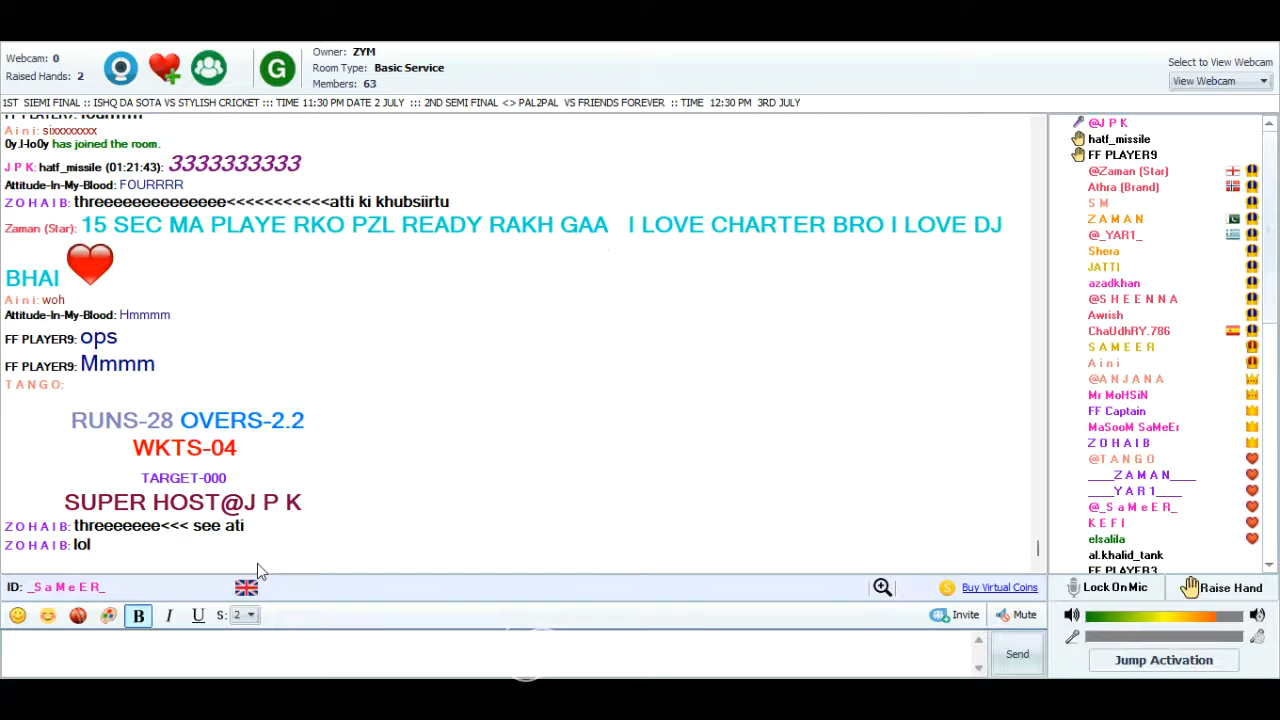 Webcam: 0
Raised Hands: 2
G
Owner: ZYM
Room Type: Basic Service
Members: 63
Select to View Webcam
View Webcam
1ST SIEMI FINAL :: ISHQ DA SOTA VS STYLISH CRICKET ::: TIME 11:30 PM DATE 2 JULY ::: 2ND SEMI FINAL <> PAL2PAL VS FRIENDS FOREVER :: TIME 12:30 PM 3RD JULY
A i n i: sixxxxxxxx
0y.l-lo0y has joined the room.
J P K: hatf_missile (01:21:43): 3333333333
Attitude-In-My-Blood: FOURRRR
Z O H A I B: threeeeeeeeeeeeee<<<<<<<<<<<atti ki khubsiirtu
Zaman (Star): 15 SEC MA PLAYE RKO PZL READY RAKH GAA I LOVE CHARTER BRO I LOVE DJ
BHAI
A i n i: woh
Attitude-In-My-Blood: Hmmmm
FF PLAYER9: ops
FF PLAYER9: Mmmm
T A N G O:
RUNS-28 OVERS-2.2
WKTS-04
TARGET-000
SUPER HOST@J P K
Z O H A I B: threeeeeee<<< see ati
Z O H A I B: lol
@J P K
hatf_missile
FF PLAYER9
@Zaman (Star)
Athra (Brand)
S M
Z A M A N
@_YAR1_
Shera
JATTI
azadkhan
@S H E E N N A
Awrish
ChaUdhRY.786
S A M E E R
A i n i
@A N J A N A
Mr MoHSiN
FF Captain
MaSooM SaMeEr
Z O H A I B
@T A N G O
____Z A M A N____
____Y A R 1____
@_S a M e E R_
K E F I
elsalila
al.khalid_tank
FF PLAYER3
ID: _S a M e E R_
Buy Virtual Coins
Lock On Mic
Raise Hand
B I U S: 2
Invite
Mute
Send
Jump Activation